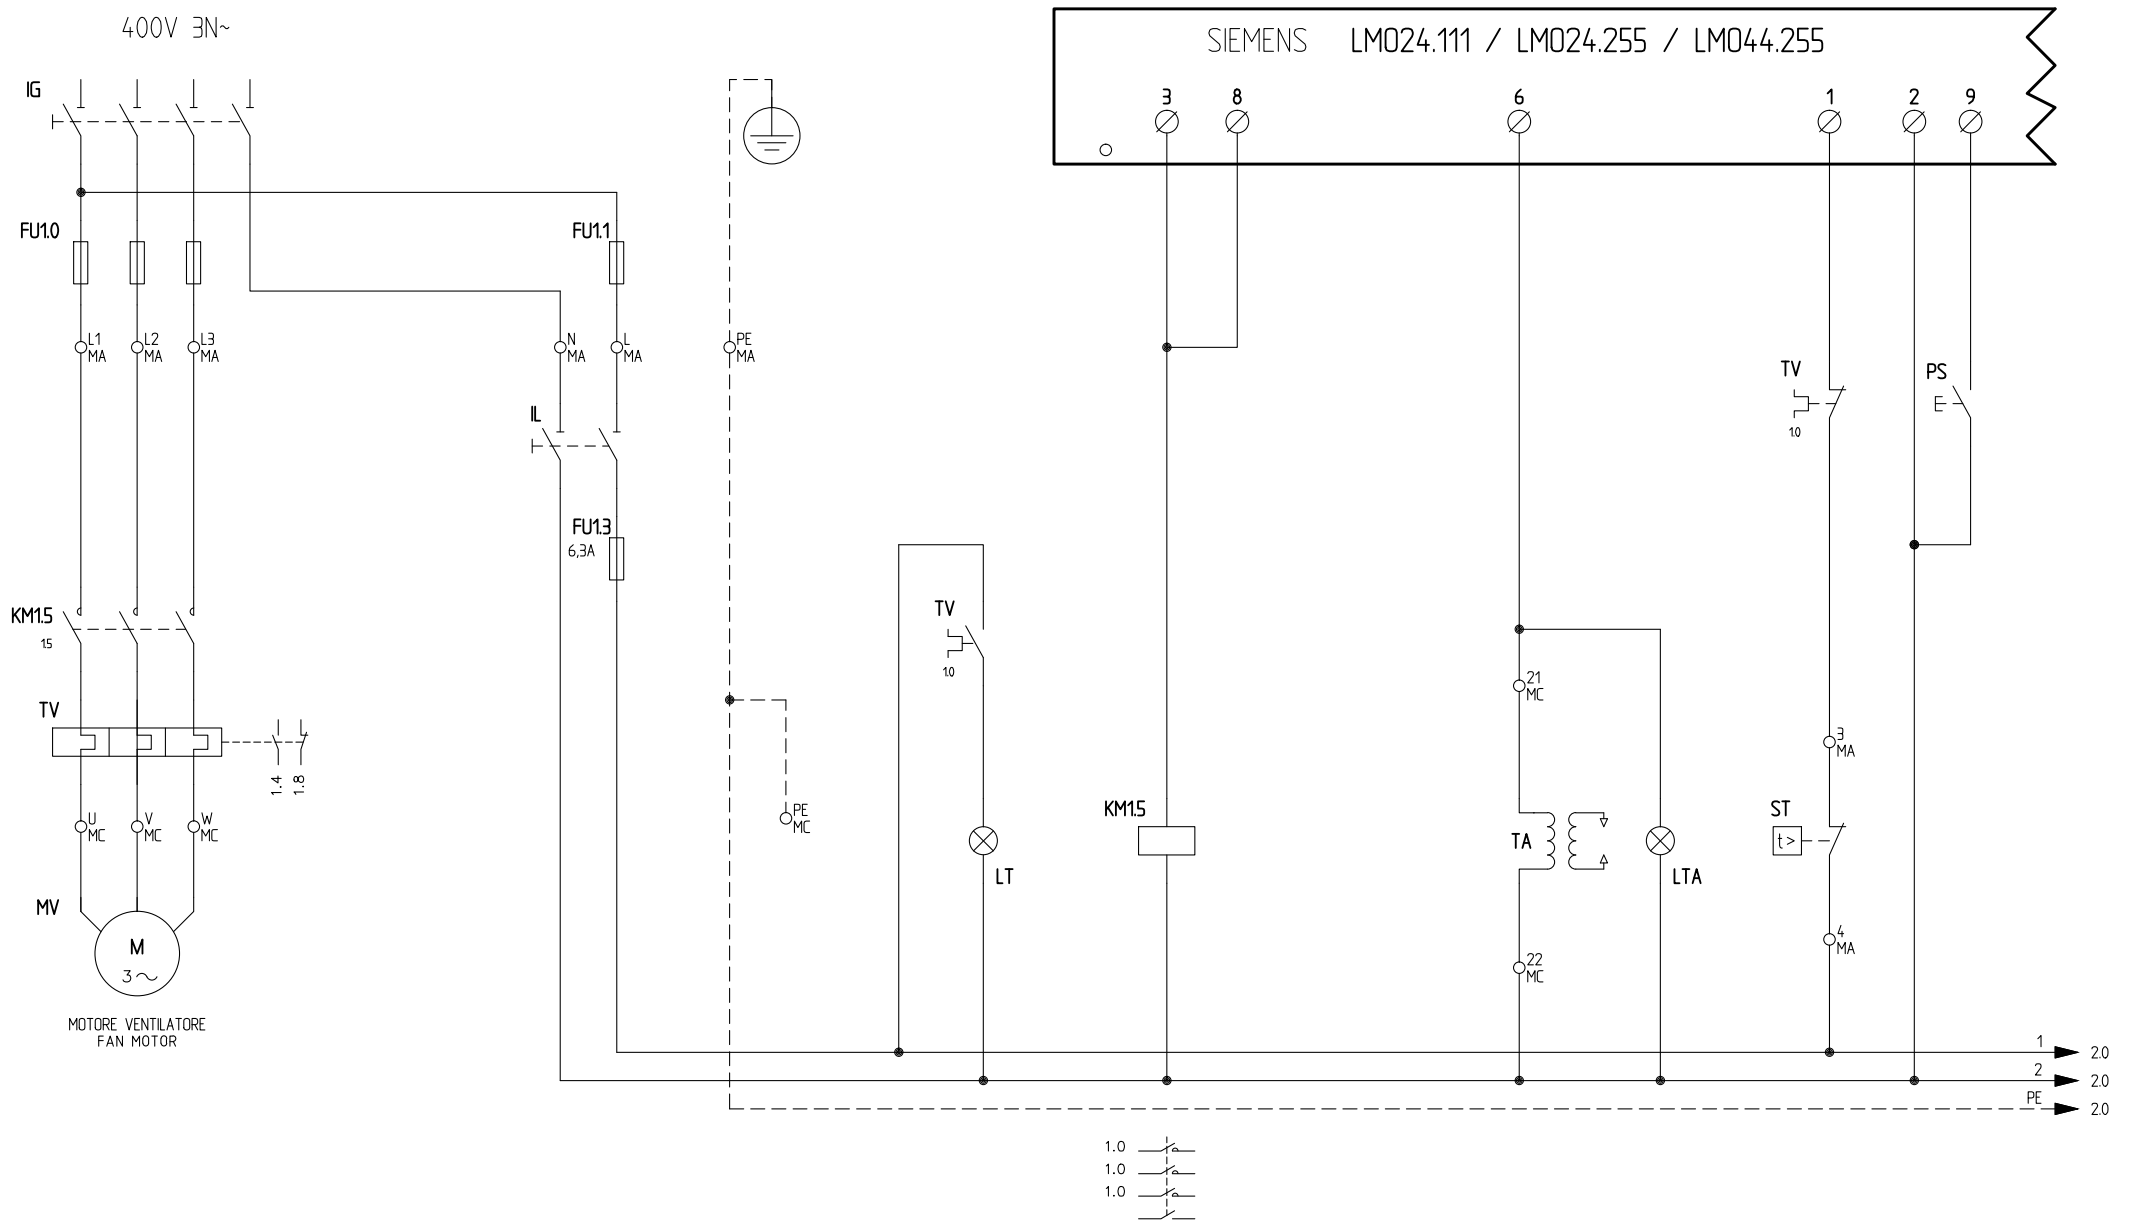 400V 3N~
SIEMENS LMO24.111 / LMO24.255 / LMO44.255
IG
3 8 6 1 2 9
FU1.0
FU1.1
L1 MA
L2 MA
L3 MA
N MA
L MA
PE MA
TV
1.0
PS
IL
FU1.3
6,3A
KM1.5
1.5
TV
1.0
21 MC
TV
1.4
1.8
3 MA
U MC
V MC
W MC
PE MC
LT
KM1.5
TA
LTA
ST
t>
MV
M
3~
22 MC
4 MA
MOTORE VENTILATORE
FAN MOTOR
1 2.0
2 2.0
PE 2.0
1.0
1.0
1.0